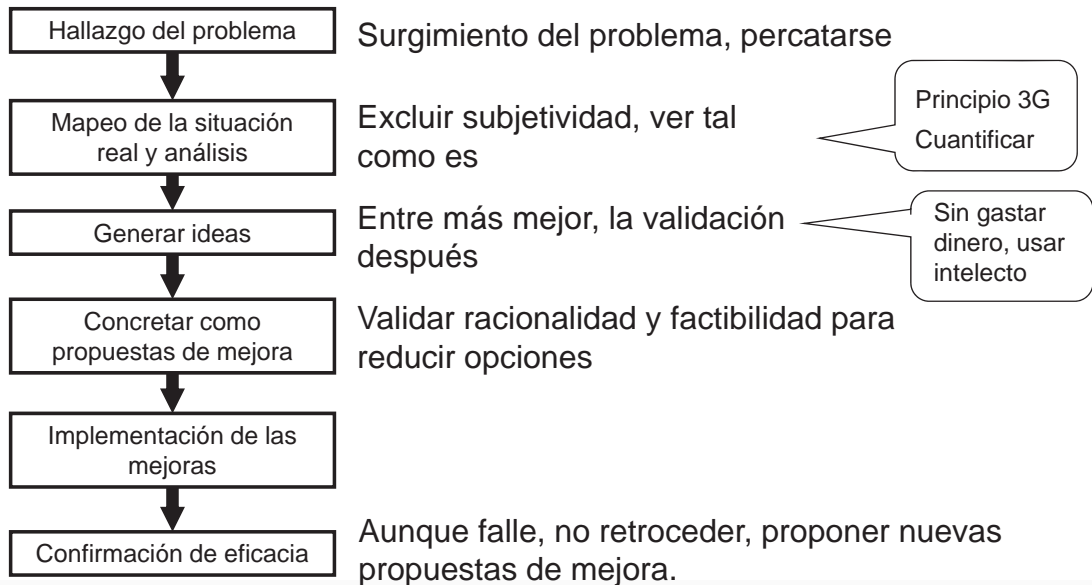 Hallazgo del problema
Surgimiento del problema, percatarse
Mapeo de la situación
real y análisis
Excluir subjetividad, ver tal
como es
Principio 3G
Cuantificar
Generar ideas
Entre más mejor, la validación
después
Sin gastar
dinero, usar
intelecto
Concretar como
propuestas de mejora
Validar racionalidad y factibilidad para
reducir opciones
Implementación de las
mejoras
Confirmación de eficacia
Aunque falle, no retroceder, proponer nuevas
propuestas de mejora.